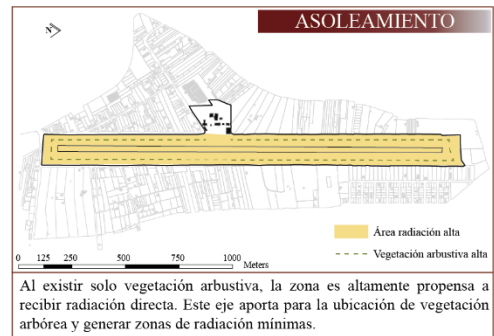 ASOLEAMIENTO
N
Área radiación alta
Vegetación arbustiva alta
0 125 250 500 750 1000
Meters
Al existir solo vegetación arbustiva, la zona es altamente propensa a
recibir radiación directa. Este eje aporta para la ubicación de vegetación
arbórea y generar zonas de radiación mínimas.